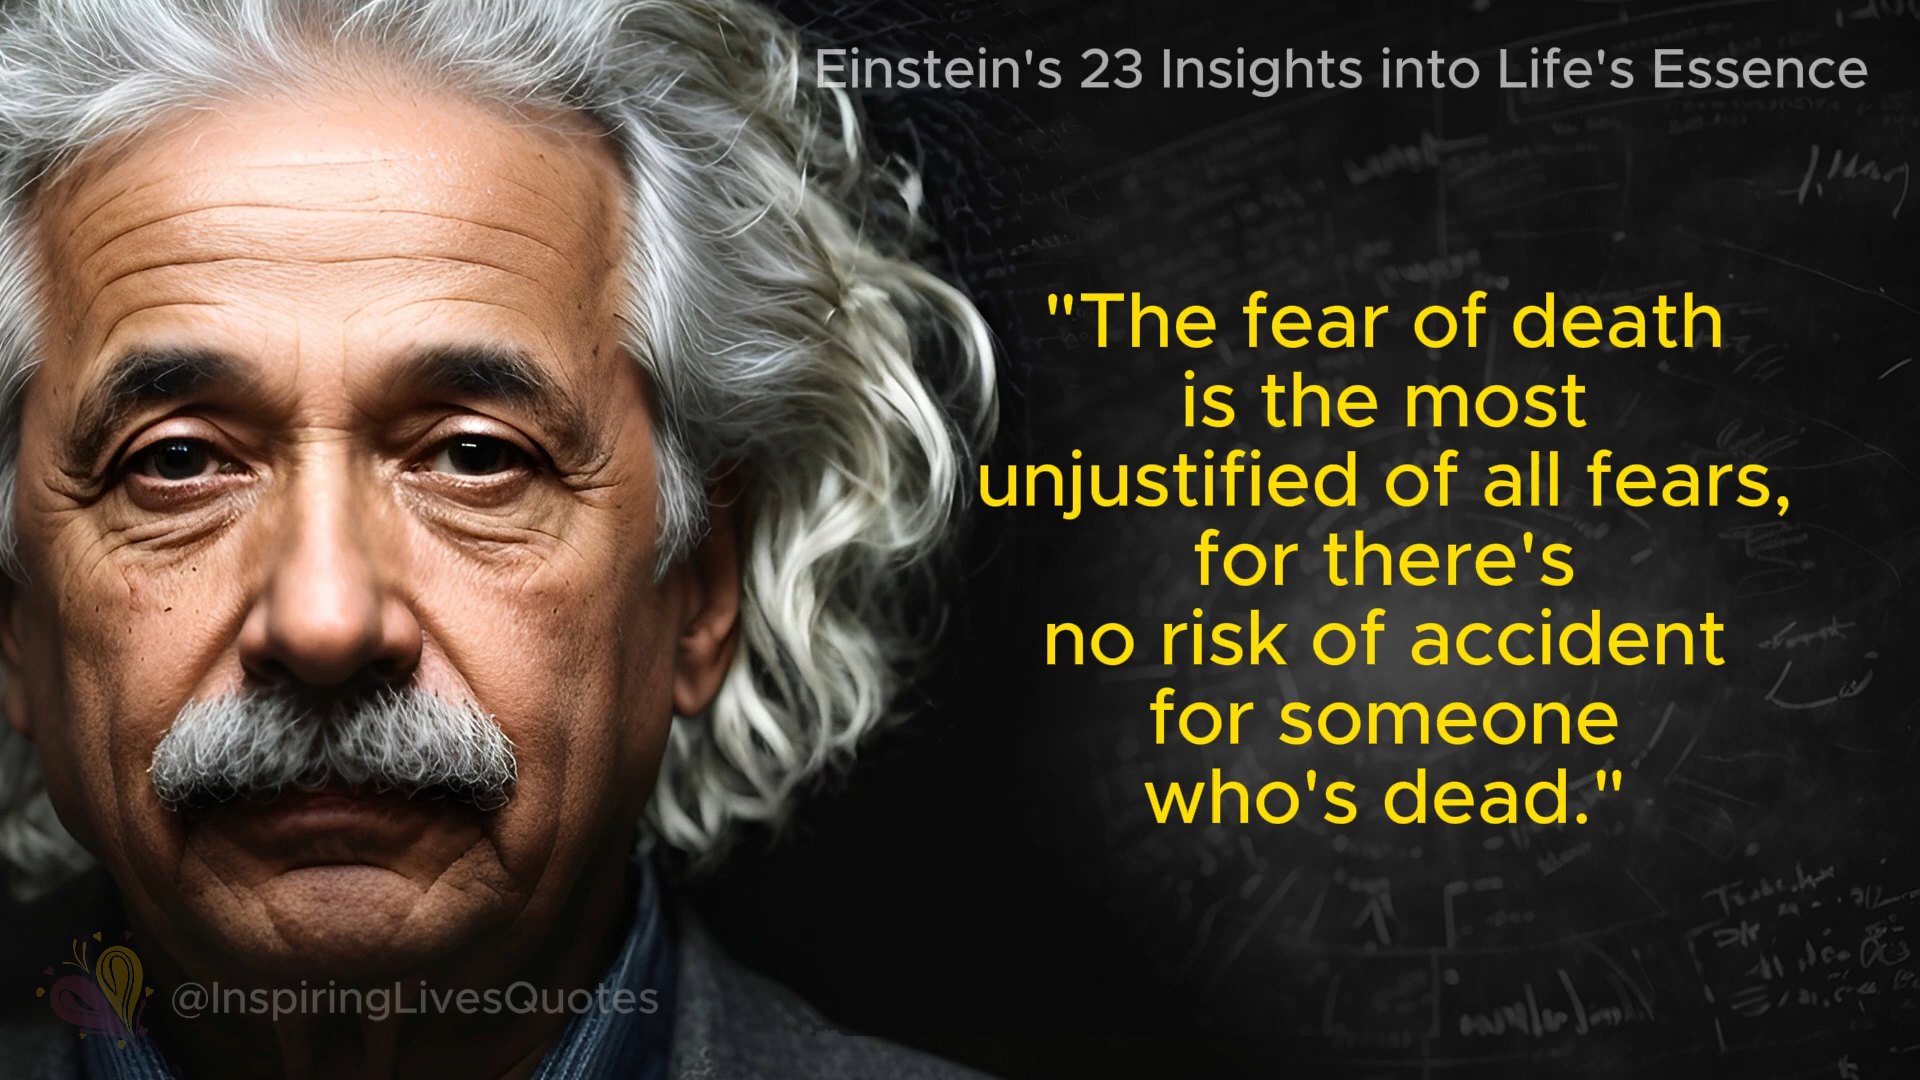 Einstein's 23 Insights into Life's Essence
"The fear of death
is the most
unjustified of all fears,
for there's
no risk of accident
for someone
who's dead."
@InspiringLivesQuotes